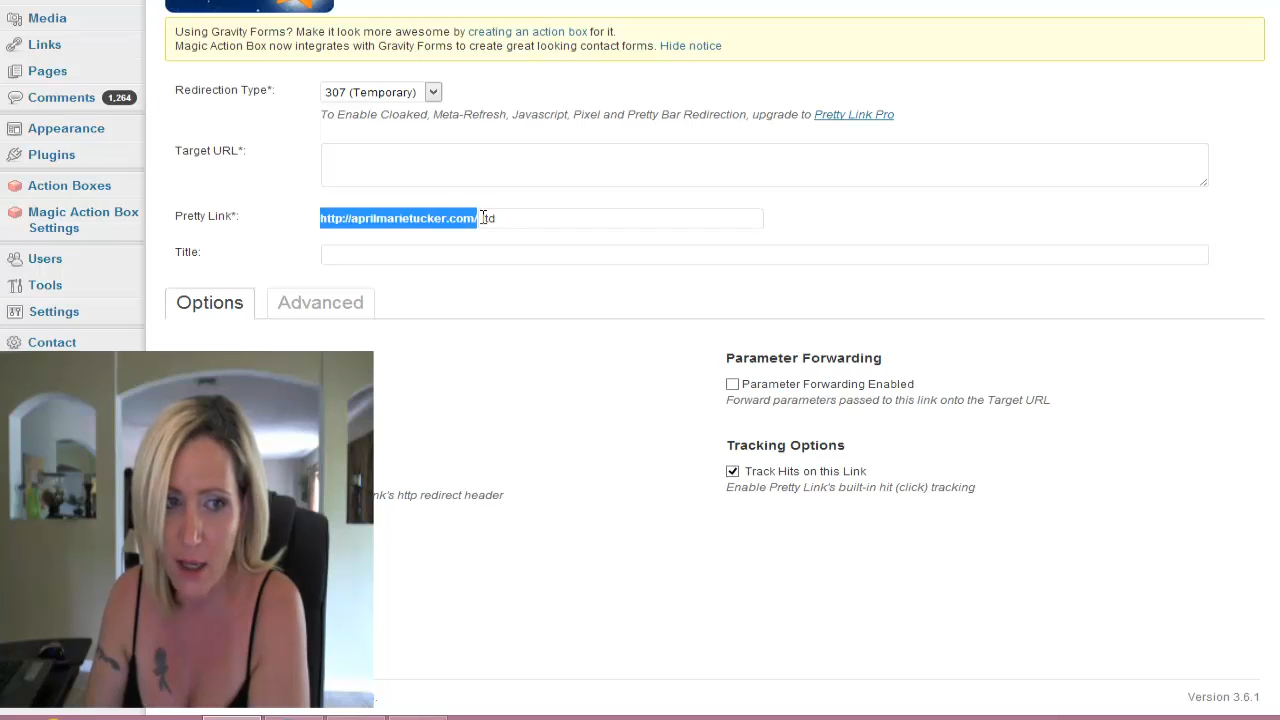 Media
Links
Pages
Comments 1,264
Appearance
Plugins
Action Boxes
Magic Action Box
Settings
Users
Tools
Settings
Contact
Using Gravity Forms? Make it look more awesome by creating an action box for it.
Magic Action Box now integrates with Gravity Forms to create great looking contact forms. Hide notice
Redirection Type*: 307 (Temporary)
To Enable Cloaked, Meta-Refresh, Javascript, Pixel and Pretty Bar Redirection, upgrade to Pretty Link Pro
Target URL*:
Pretty Link*: http://aprilmarietucker.com/
Title:
Options Advanced
Parameter Forwarding
Parameter Forwarding Enabled
Forward parameters passed to this link onto the Target URL
Tracking Options
Track Hits on this Link
nk's http redirect header
Enable Pretty Link's built-in hit (click) tracking
Version 3.6.1